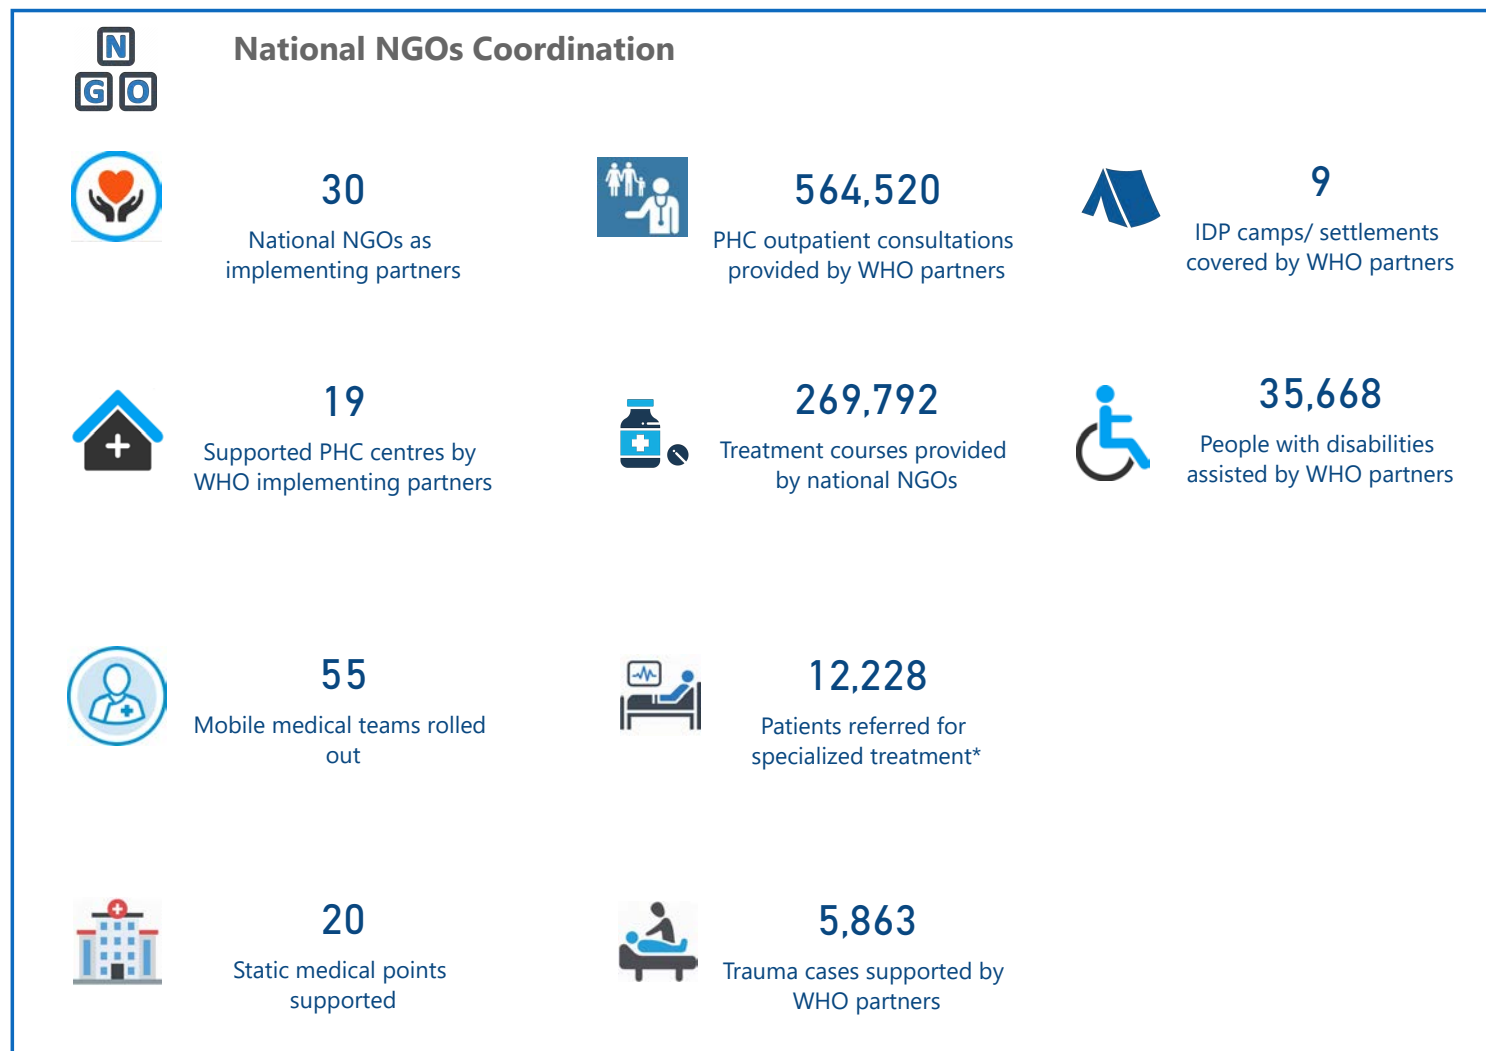 N
GO
National NGOs Coordination
30
National NGOs as
implementing partners
564,520
PHC outpatient consultations
provided by WHO partners
9
IDP camps/ settlements
covered by WHO partners
19
Supported PHC centres by
WHO implementing partners
269,792
Treatment courses provided
by national NGOs
35,668
People with disabilities
assisted by WHO partners
55
Mobile medical teams rolled
out
12,228
Patients referred for
specialized treatment*
20
Static medical points
supported
5,863
Trauma cases supported by
WHO partners